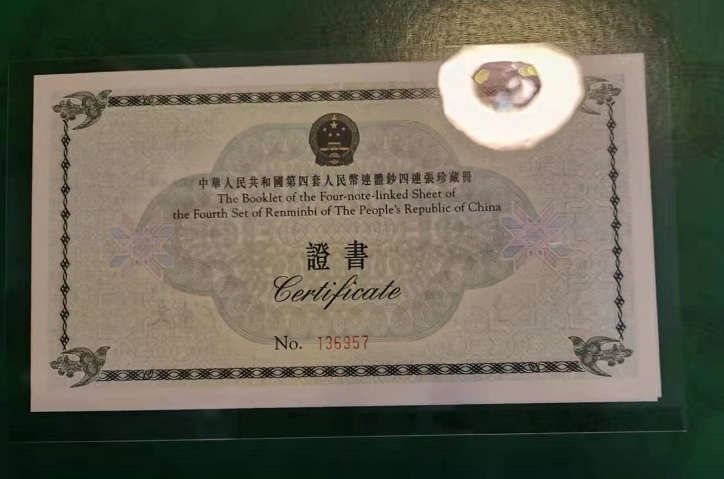 中華人民共和國第四套人民幣連體鈔四連張珍藏冊
The Booklet of the Four-note-linked Sheet of
the Fourth Set of Renminbi of The People's Republic of China
證書
Certificate
No. 136957